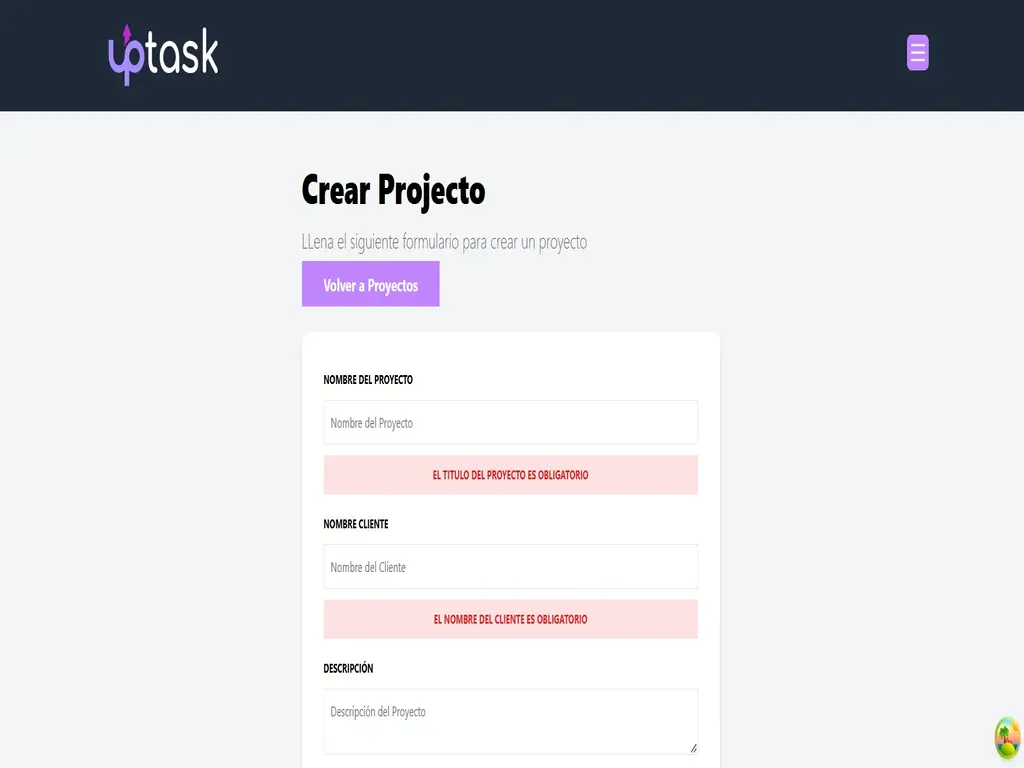 uptask
Crear Projecto
LLena el siguiente formulario para crear un proyecto
Volver a Proyectos
NOMBRE DEL PROYECTO
Nombre del Proyecto
EL TITULO DEL PROYECTO ES OBLIGATORIO
NOMBRE CLIENTE
Nombre del Cliente
EL NOMBRE DEL CLIENTE ES OBLIGATORIO
DESCRIPCIÓN
Descripción del Proyecto